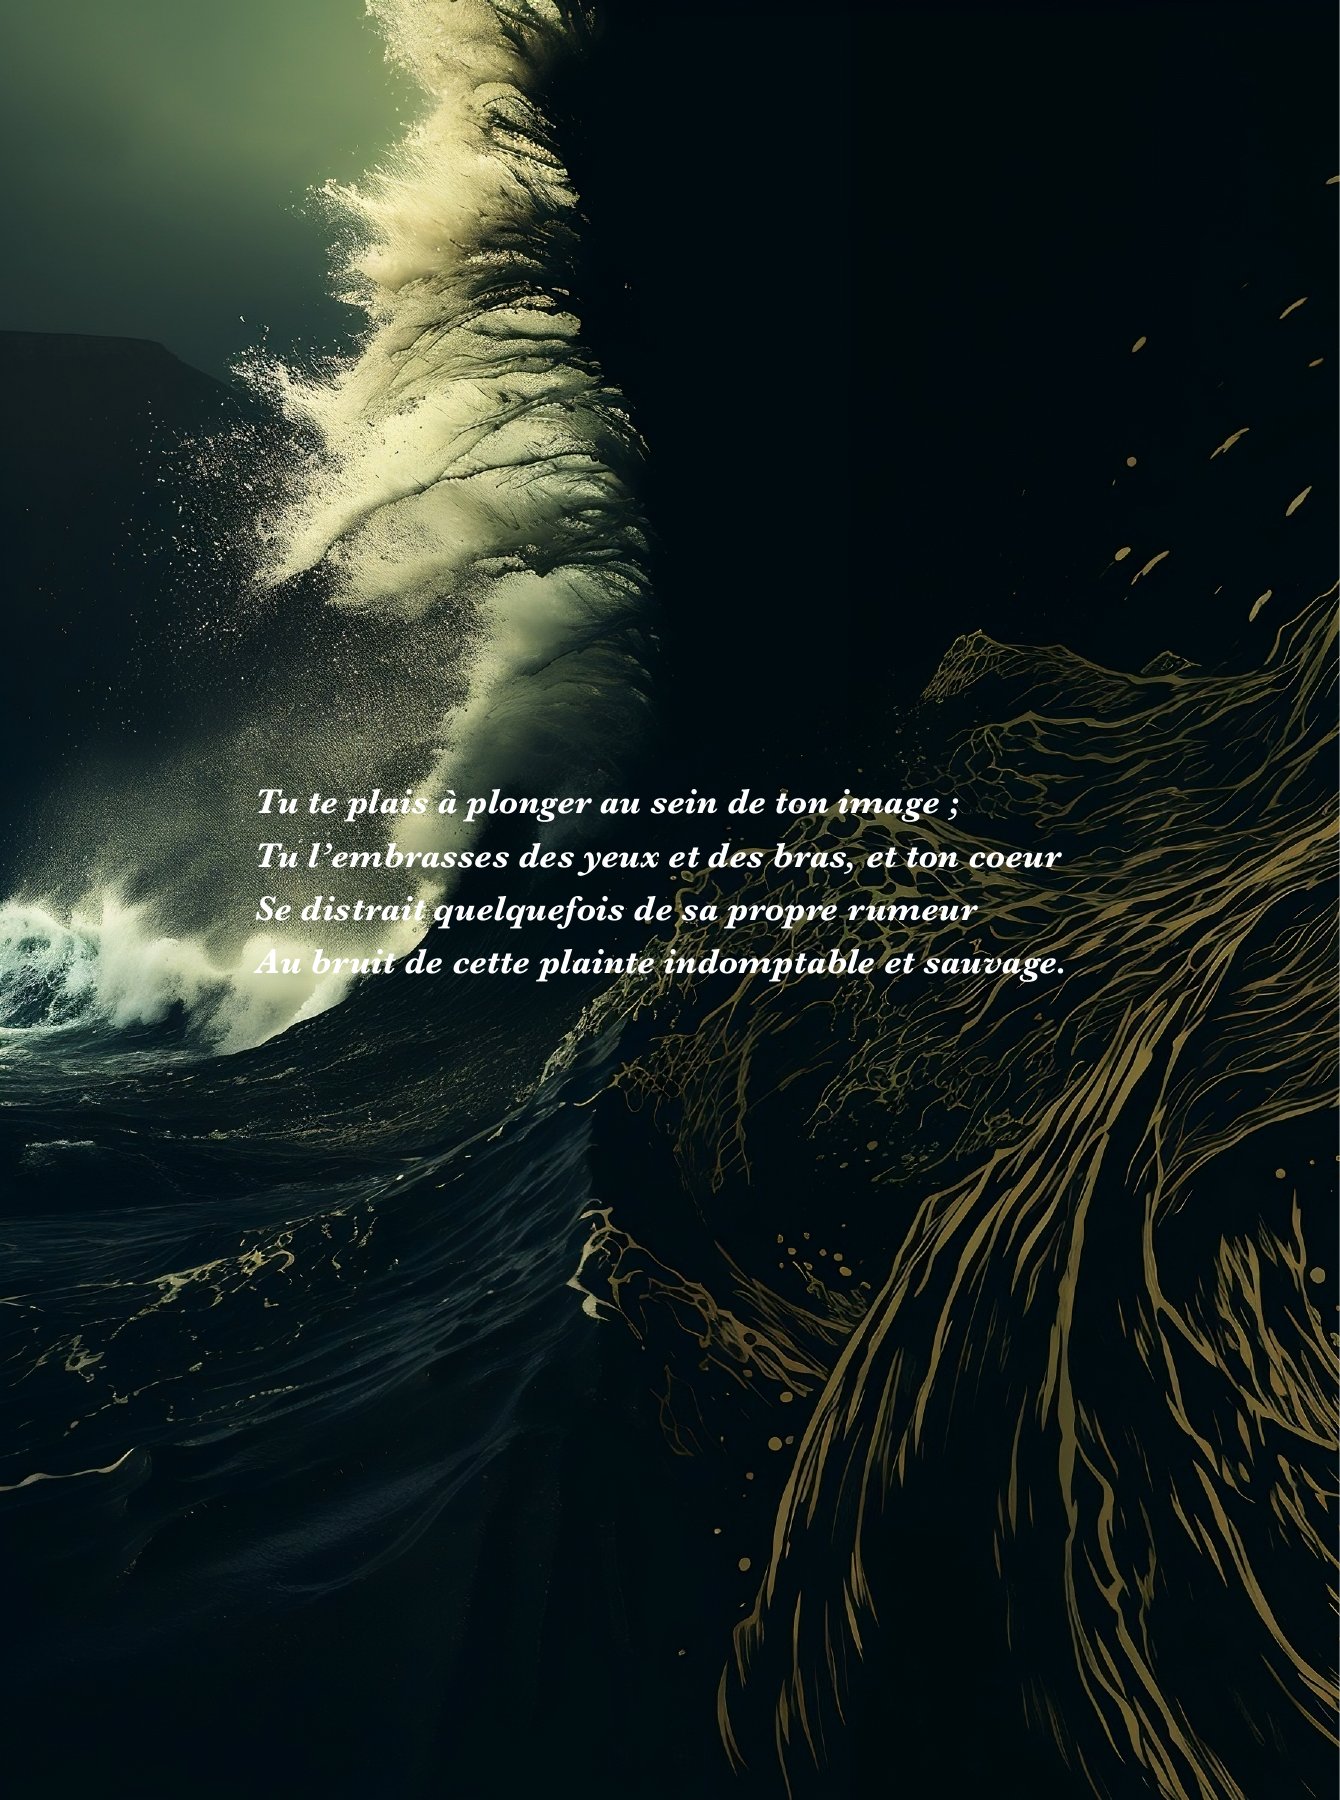 Tu te plais à plonger au sein de ton image ;
Tu l’embrasses des yeux et des bras, et ton coeur
Se distrait quelquefois de sa propre rumeur
Au bruit de cette plainte indomptable et sauvage.